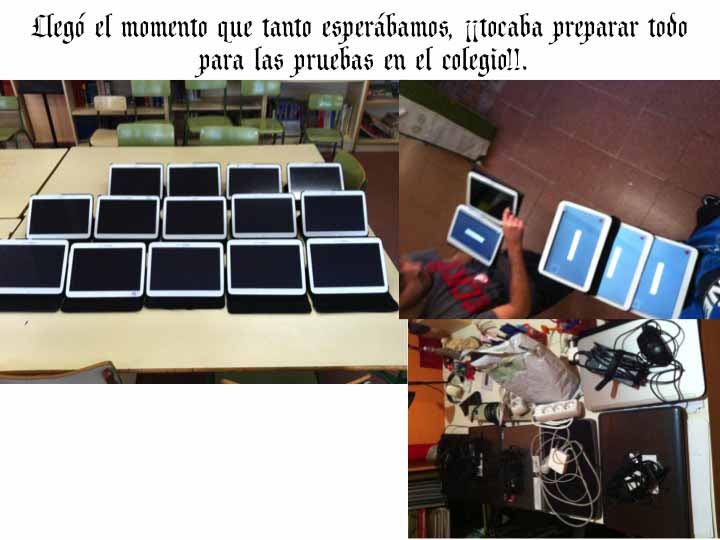 Llegó el momento que tanto esperábamos, ¡¡tocaba preparar todo
para las pruebas en el colegio!!.